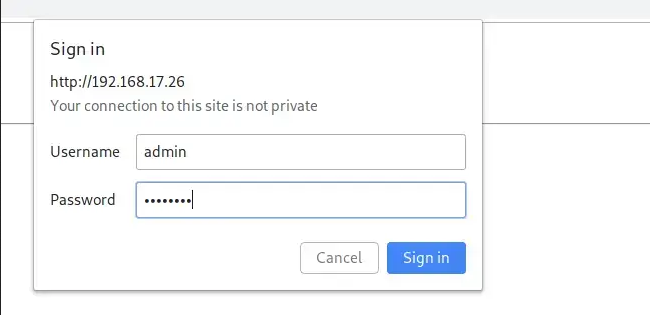 Sign in
http://192.168.17.26
Your connection to this site is not private
Username admin
Password ••••••••
Cancel Sign in